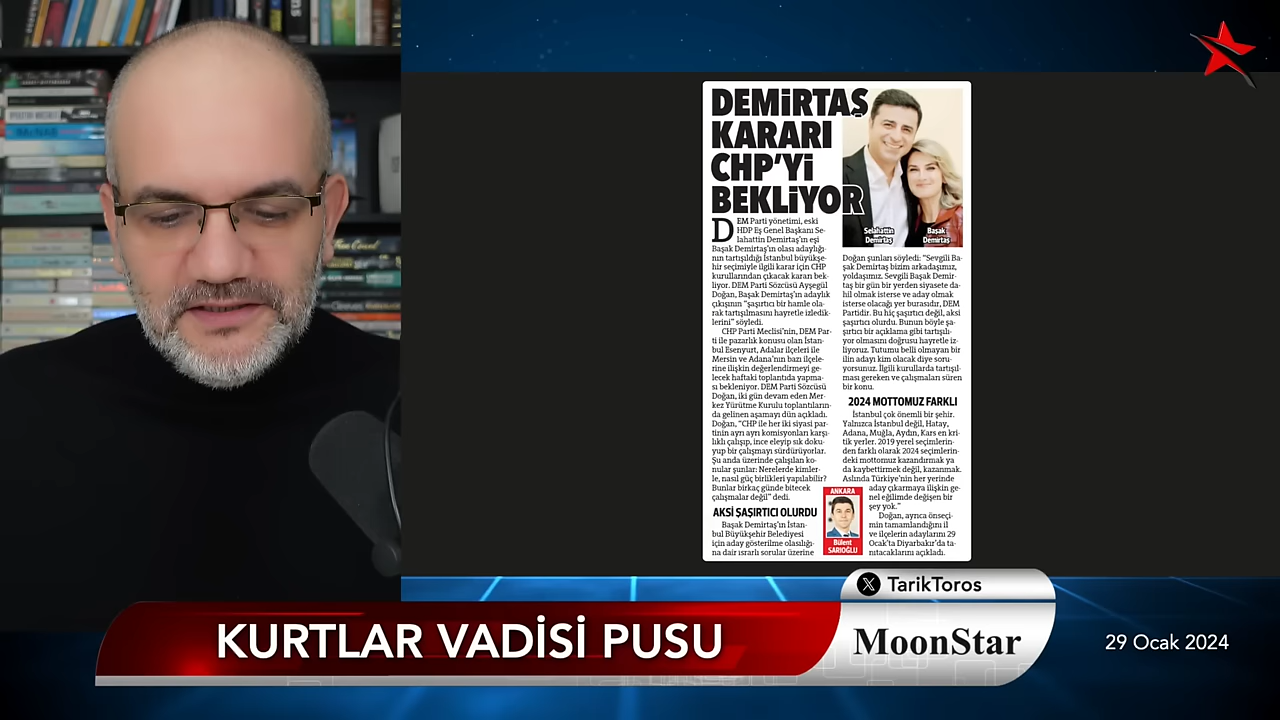 DEMİRTAŞ
KARARI
CHP'Yİ
BEKLİYOR
DEM Parti yönetimi, eski
HDP Eş Genel Başkanı Se-
lahattin Demirtaş'ın eşi
Başak Demirtaş'ın olası adaylığı-
nın tartışıldığı İstanbul büyükşe-
hir seçimiyle ilgili karar için CHP
kurullarından çıkacak kararı bek-
liyor. DEM Parti Sözcüsü Ayşegül
Doğan, Başak Demirtaş'ın adaylık
çıkışının "şaşırtıcı bir hamle ola-
rak tartışılmasını hayretle izledik-
lerini" söyledi.
CHP Parti Meclisi'nin, DEM Par-
ti ile pazarlık konusu olan İstan-
bul Esenyurt, Adalar ilçeleri ile
Mersin ve Adana'nın bazı ilçele-
rine ilişkin değerlendirmeyi ge-
lecek haftaki toplantıda yapma-
sı bekleniyor. DEM Parti Sözcüsü
Doğan, iki gün devam eden Mer-
kez Yürütme Kurulu toplantıların-
da gelinen aşamayı dün açıkladı.
Doğan, "CHP ile her iki siyasi par-
tinin ayrı ayrı komisyonları karşı-
lıklı çalışıp, ince eleyip sık doku-
yup bir çalışmayı sürdürüyorlar.
Şu anda üzerinde çalışılan ko-
nular şunlar: Nerelerde kimler-
le, nasıl güç birlikleri yapılabilir?
Bunlar birkaç günde bitecek
çalışmalar değil" dedi.
AKSİ ŞAŞIRTICI OLURDU
Başak Demirtaş'ın İstan-
bul Büyükşehir Belediyesi
için aday gösterilme olasılığı-
na dair ısrarlı sorular üzerine
Selahattin
Demirtaş
Başak
Demirtaş
Doğan şunları söyledi: "Sevgili Ba-
şak Demirtaş bizim arkadaşımız,
yoldaşımız. Sevgili Başak Demir-
taş bir gün bir yerden siyasete da-
hil olmak isterse ve aday olmak
isterse olacağı yer burasıdır, DEM
Partidir. Bu hiç şaşırtıcı değil, aksi
şaşırtıcı olurdu. Bunun böyle şa-
şırtıcı bir açıklama gibi tartışılı-
yor olmasını doğrusu hayretle iz-
liyoruz. Tutumu belli olmayan bir
ilin adayı kim olacak diye soru-
yorsunuz. İlgili kurullarda tartışıl-
ması gereken ve çalışmaları süren
bir konu.
2024 MOTTOMUZ FARKLI
İstanbul çok önemli bir şehir.
Yalnızca İstanbul değil, Hatay,
Adana, Muğla, Aydın, Kars en kri-
tik yerler. 2019 yerel seçimlerin-
den farklı olarak 2024 seçimlerin-
deki mottomuz kazandırmak ya
da kaybettirmek değil, kazanmak.
Aslında Türkiye'nin her yerinde
aday çıkarmaya ilişkin ge-
nel eğilimde değişen bir
şey yok."
Doğan, ayrıca önseçi-
min tamamlandığını il
ve ilçelerin adaylarını 29
Ocak'ta Diyarbakır'da ta-
nıtacaklarını açıkladı.
ANKARA
Bülent
SARIOĞLU
TarikToros
KURTLAR VADİSİ PUSU
MoonStar
29 Ocak 2024